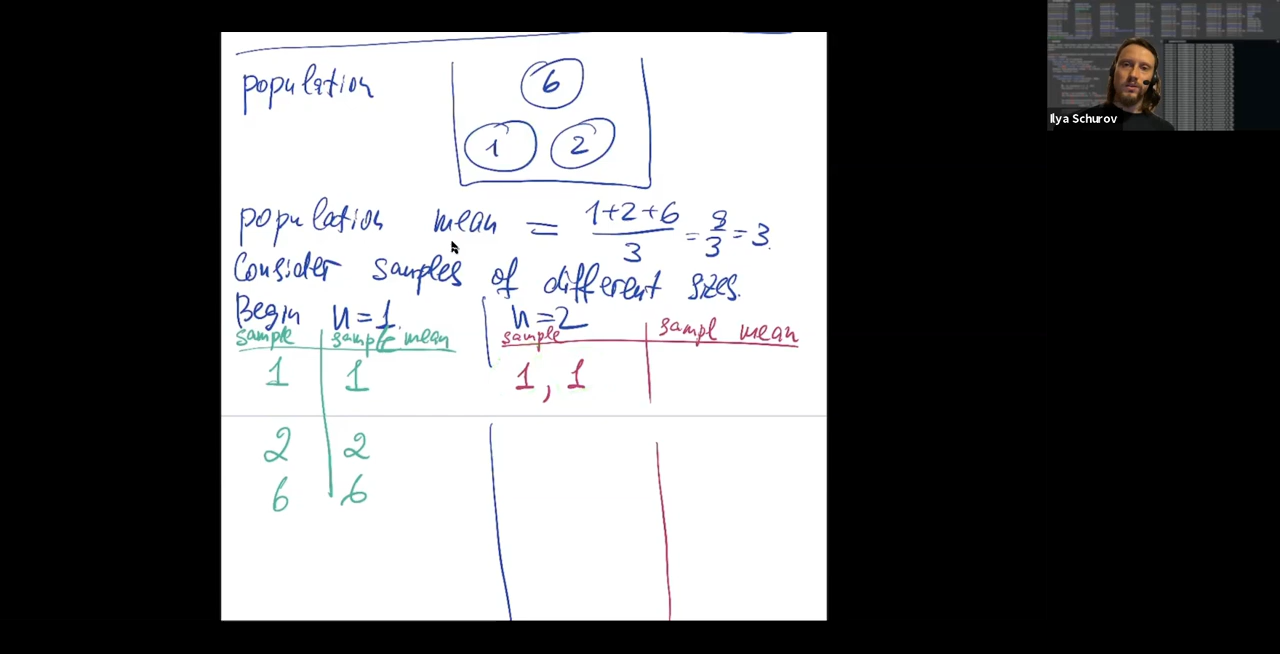 population
6
1 2
population mean = (1+2+6)/3 = 9/3 = 3.
Consider samples of different sizes.
Begin n=1.
sample | sample mean
1 | 1
2 | 2
6 | 6
n=2
sample | sampl mean
1, 1
Ilya Schurov